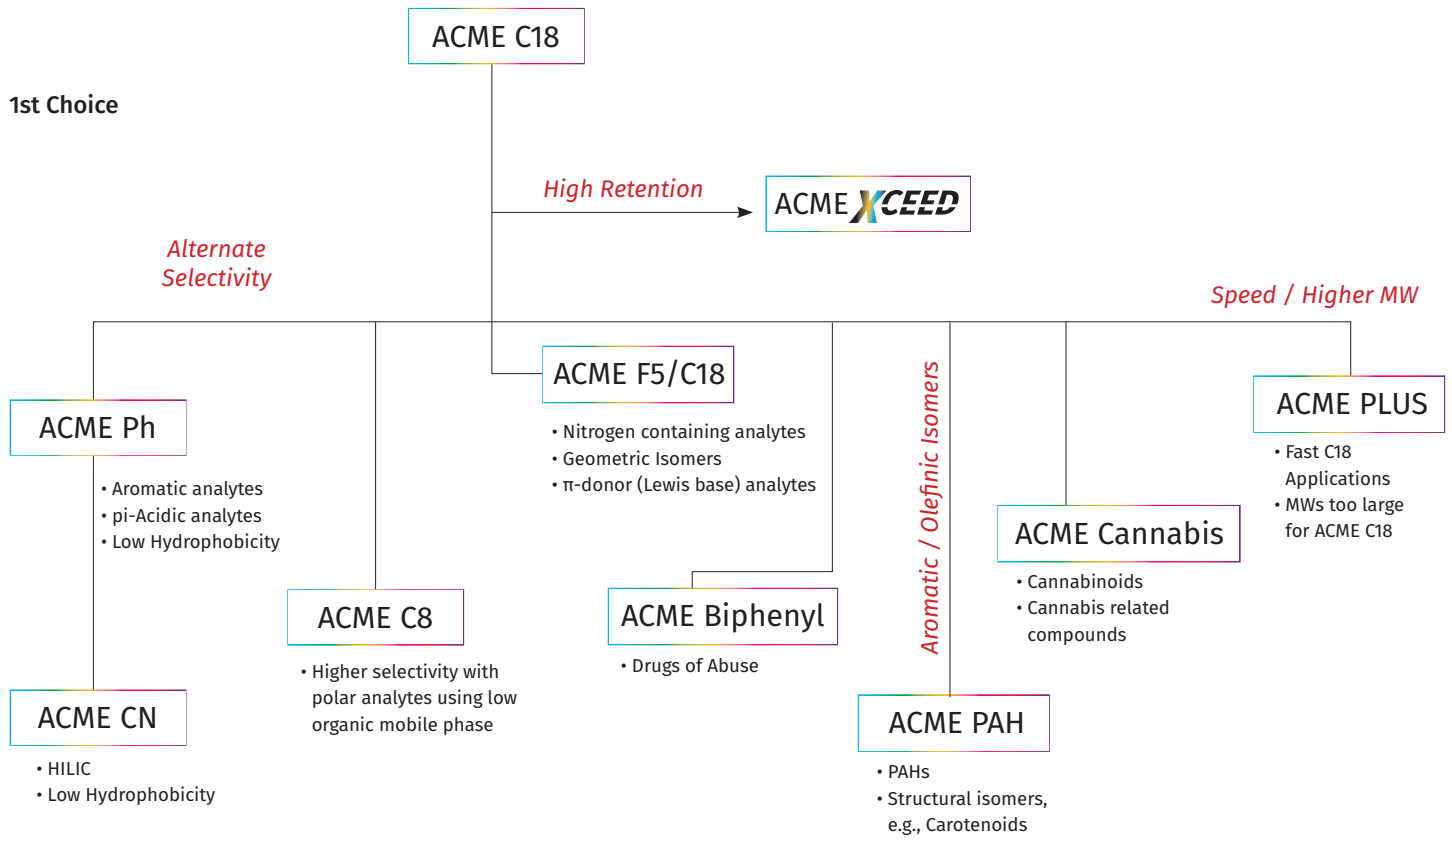 ACME C18
1st Choice
High Retention
ACME XCEED
Alternate
Selectivity
Speed / Higher MW
ACME Ph
• Aromatic analytes
• pi-Acidic analytes
• Low Hydrophobicity
ACME CN
• HILIC
• Low Hydrophobicity
ACME C8
• Higher selectivity with
polar analytes using low
organic mobile phase
ACME F5/C18
• Nitrogen containing analytes
• Geometric Isomers
• π-donor (Lewis base) analytes
ACME Biphenyl
• Drugs of Abuse
Aromatic / Olefinic Isomers
ACME PAH
• PAHs
• Structural isomers,
e.g., Carotenoids
ACME Cannabis
• Cannabinoids
• Cannabis related
compounds
ACME PLUS
• Fast C18
Applications
• MWs too large
for ACME C18